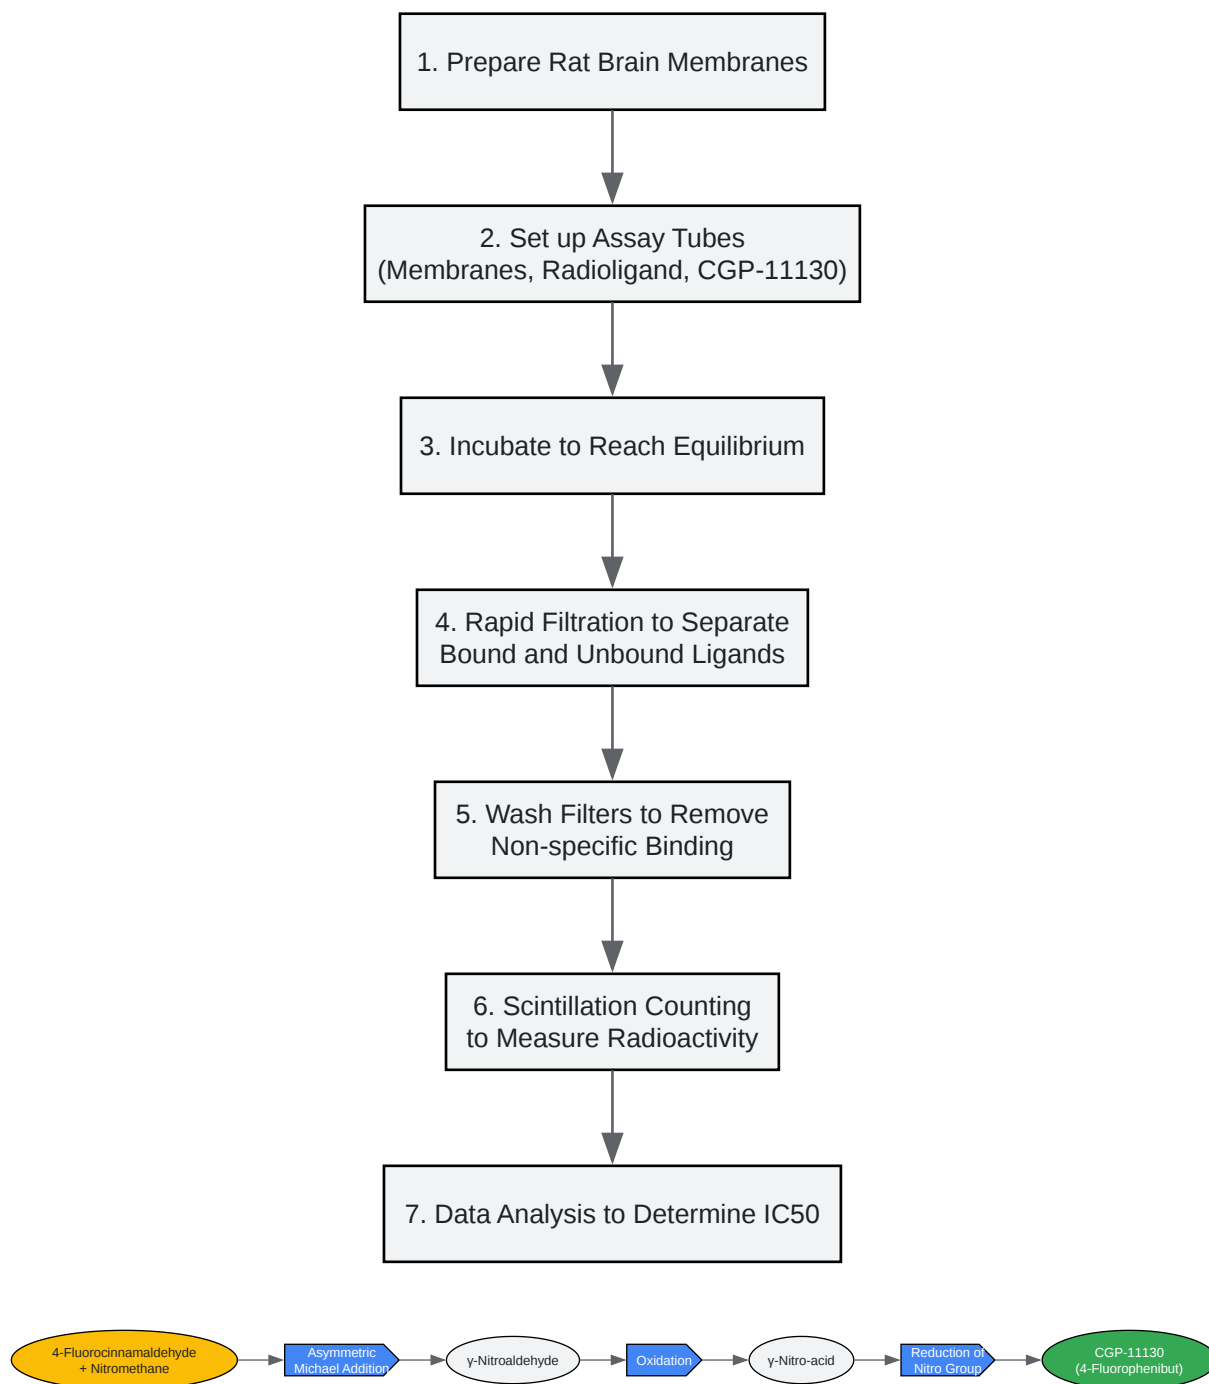 1. Prepare Rat Brain Membranes
2. Set up Assay Tubes
(Membranes, Radioligand, CGP-11130)
3. Incubate to Reach Equilibrium
4. Rapid Filtration to Separate
Bound and Unbound Ligands
5. Wash Filters to Remove
Non-specific Binding
6. Scintillation Counting
to Measure Radioactivity
7. Data Analysis to Determine IC50
4-Fluorocinnamaldehyde
+ Nitromethane
Asymmetric
Michael Addition
γ-Nitroaldehyde
Oxidation
γ-Nitro-acid
Reduction of
Nitro Group
CGP-11130
(4-Fluorophenibut)